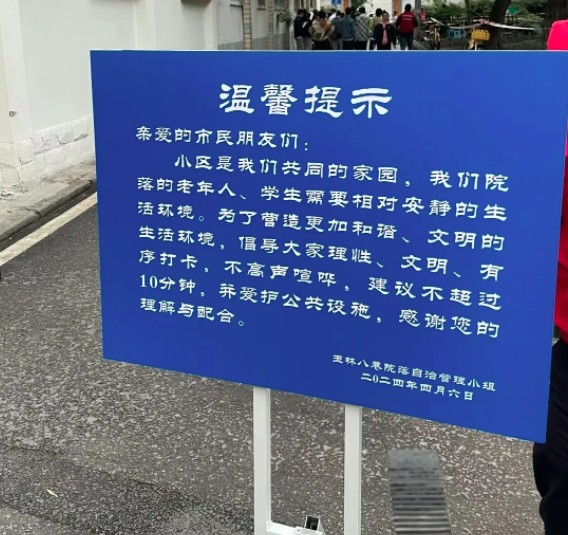 温馨提示
亲爱的市民朋友们：
小区是我们共同的家园，我们院
落的老年人、学生需要相对安静的生
活环境。为了营造更加和谐、文明的
生活环境，倡导大家理性、文明、有
序打卡，不高声喧哗，建议不超过
10分钟，并爱护公共设施，感谢您的
理解与配合。
玉林八巷院落自治管理小组
二0二四年四月六日